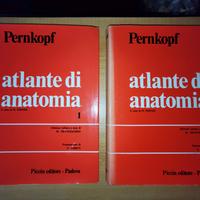 Pernkopf
atlante di
anatomia
1
Piccin editore - Padova
Pernkopf
atlante di
anatomia
Piccin editore - Padova